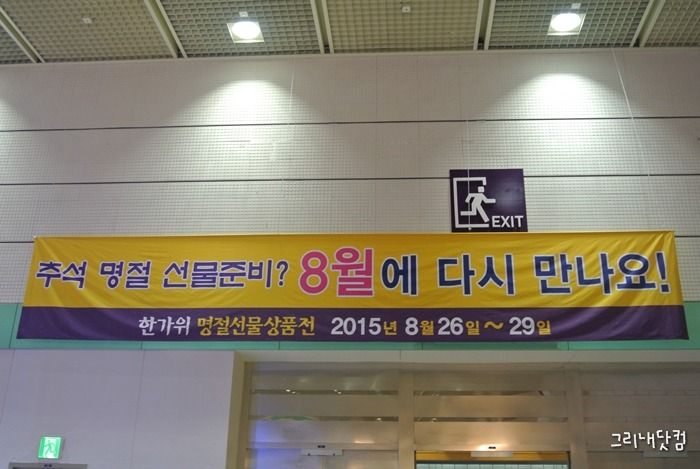 EXIT
추석 명절 선물준비? 8월에 다시 만나요!
한가위 명절선물상품전 2015년 8월 26일~29일
그리내닷컴